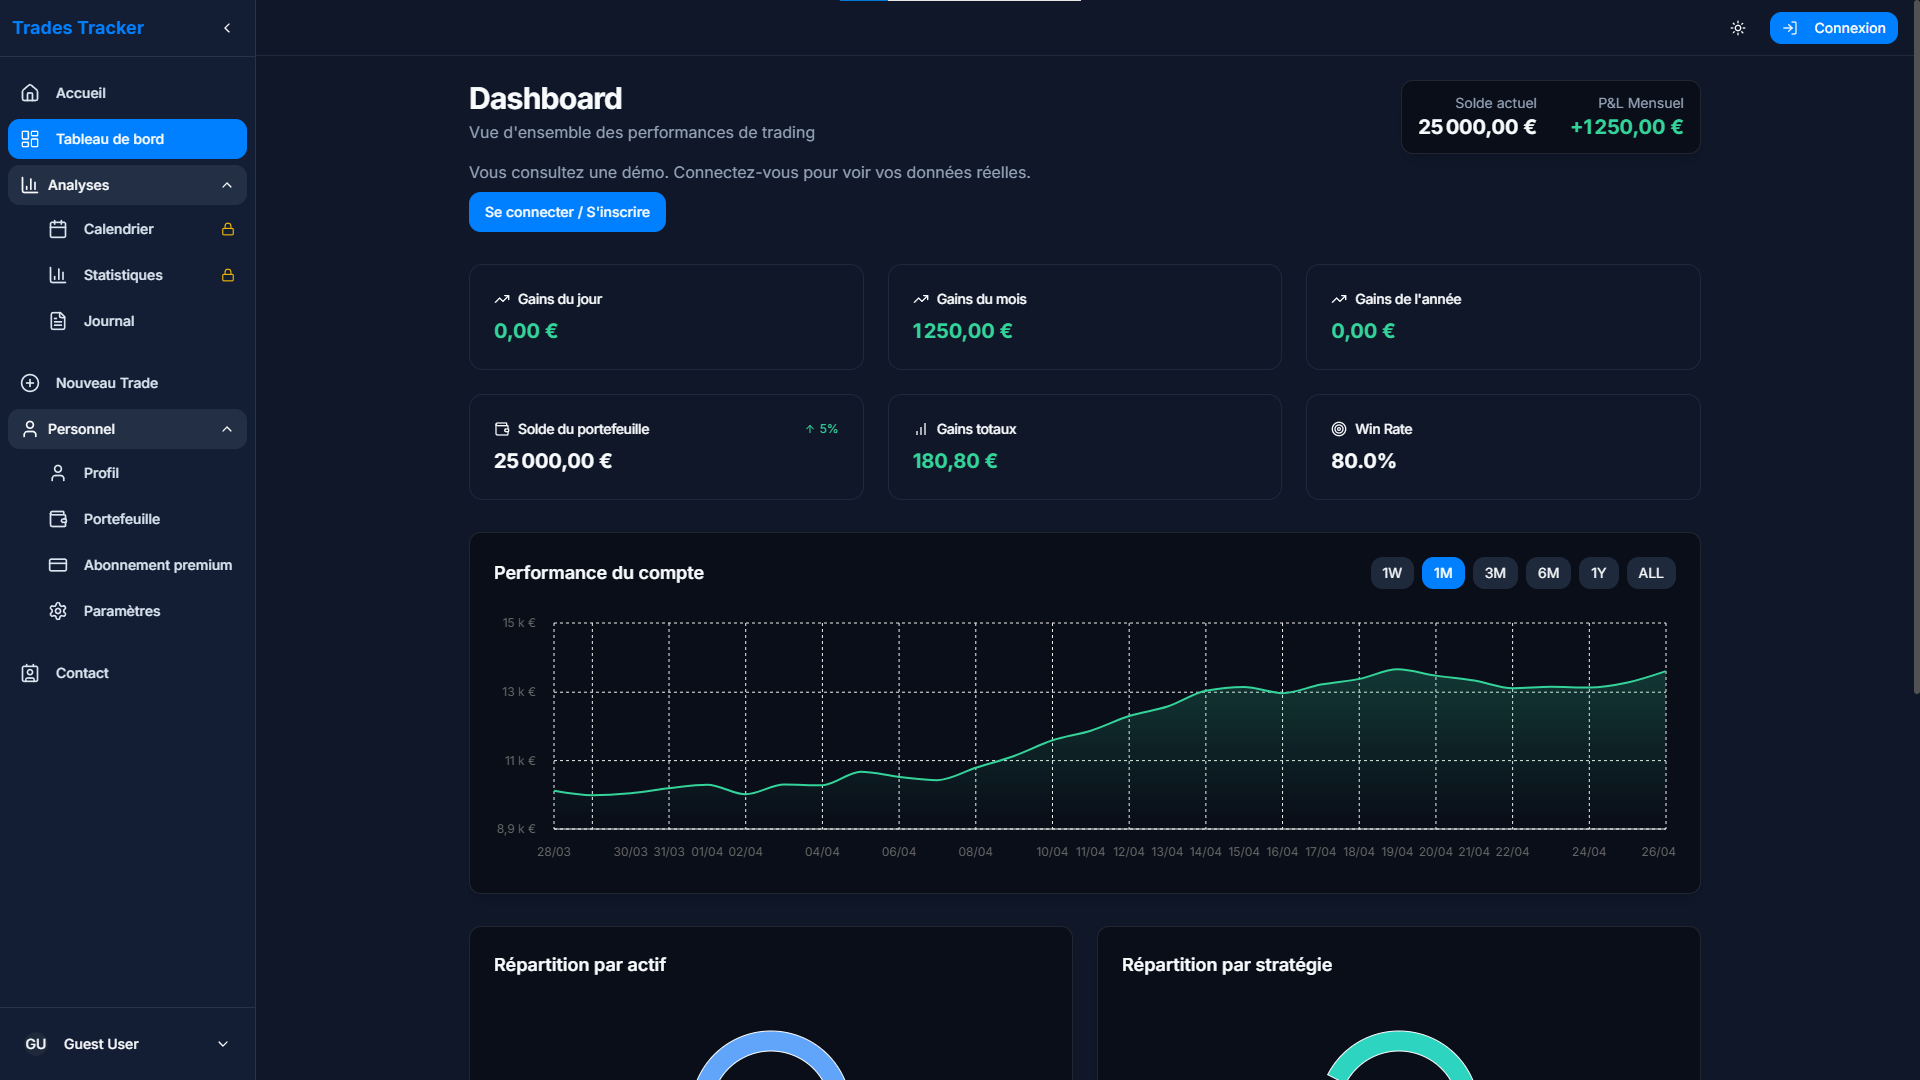 Trades Tracker
Connexion
Accueil
Tableau de bord
Analyses
Calendrier
Statistiques
Journal
Nouveau Trade
Personnel
Profil
Portefeuille
Abonnement premium
Paramètres
Contact
GU Guest User
Dashboard
Vue d'ensemble des performances de trading
Solde actuel
25 000,00 €
P&L Mensuel
+1250,00 €
Vous consultez une démo. Connectez-vous pour voir vos données réelles.
Se connecter / S'inscrire
Gains du jour
0,00 €
Gains du mois
1250,00 €
Gains de l'année
0,00 €
Solde du portefeuille
↑ 5%
25 000,00 €
Gains totaux
180,80 €
Win Rate
80.0%
Performance du compte
1W 1M 3M 6M 1Y ALL
15 k €
13 k €
11 k €
8,9 k €
28/03 30/03 31/03 01/04 02/04 04/04 06/04 08/04 10/04 11/04 12/04 13/04 14/04 15/04 16/04 17/04 18/04 19/04 20/04 21/04 22/04 24/04 26/04
Répartition par actif
Répartition par stratégie